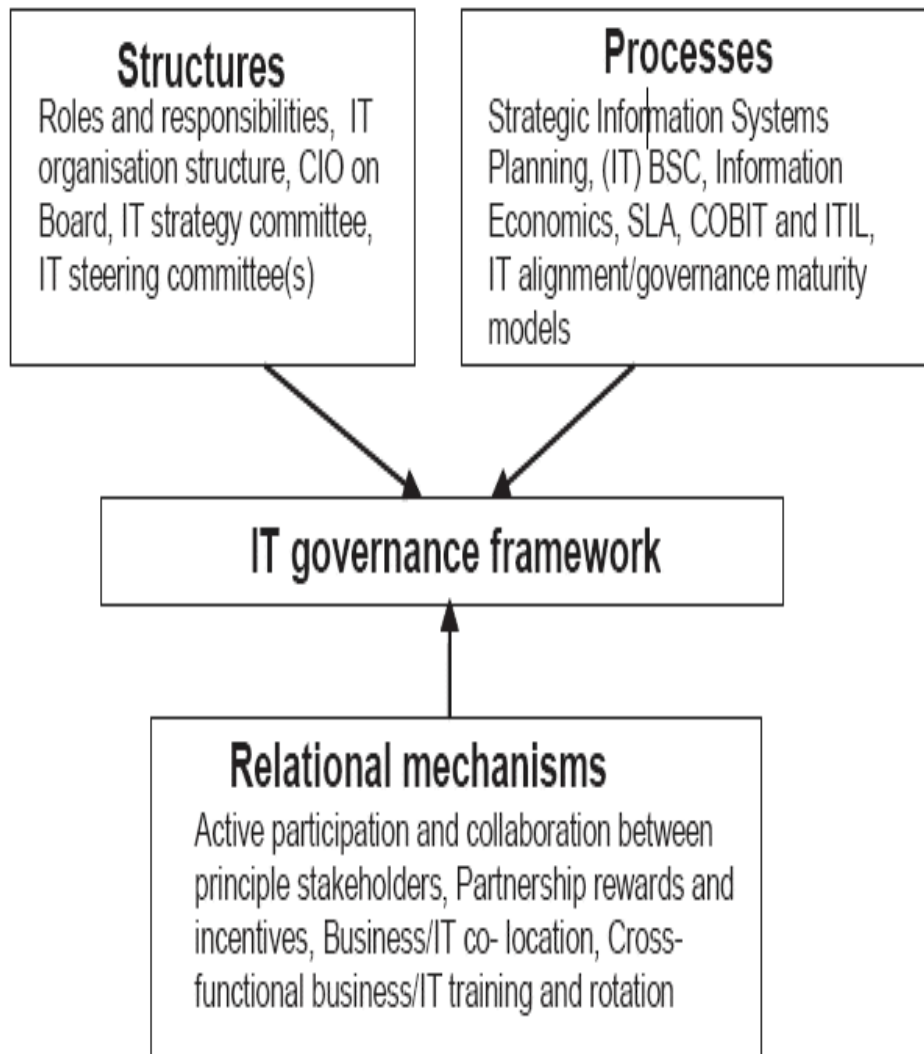 Structures
Roles and responsibilities, IT
organisation structure, CIO on
Board, IT strategy committee,
IT steering committee(s)
Processes
Strategic Information Systems
Planning, (IT) BSC, Information
Economics, SLA, COBIT and ITIL,
IT alignment/governance maturity
models
IT governance framework
Relational mechanisms
Active participation and collaboration between
principle stakeholders, Partnership rewards and
incentives, Business/IT co- location, Cross-
functional business/IT training and rotation